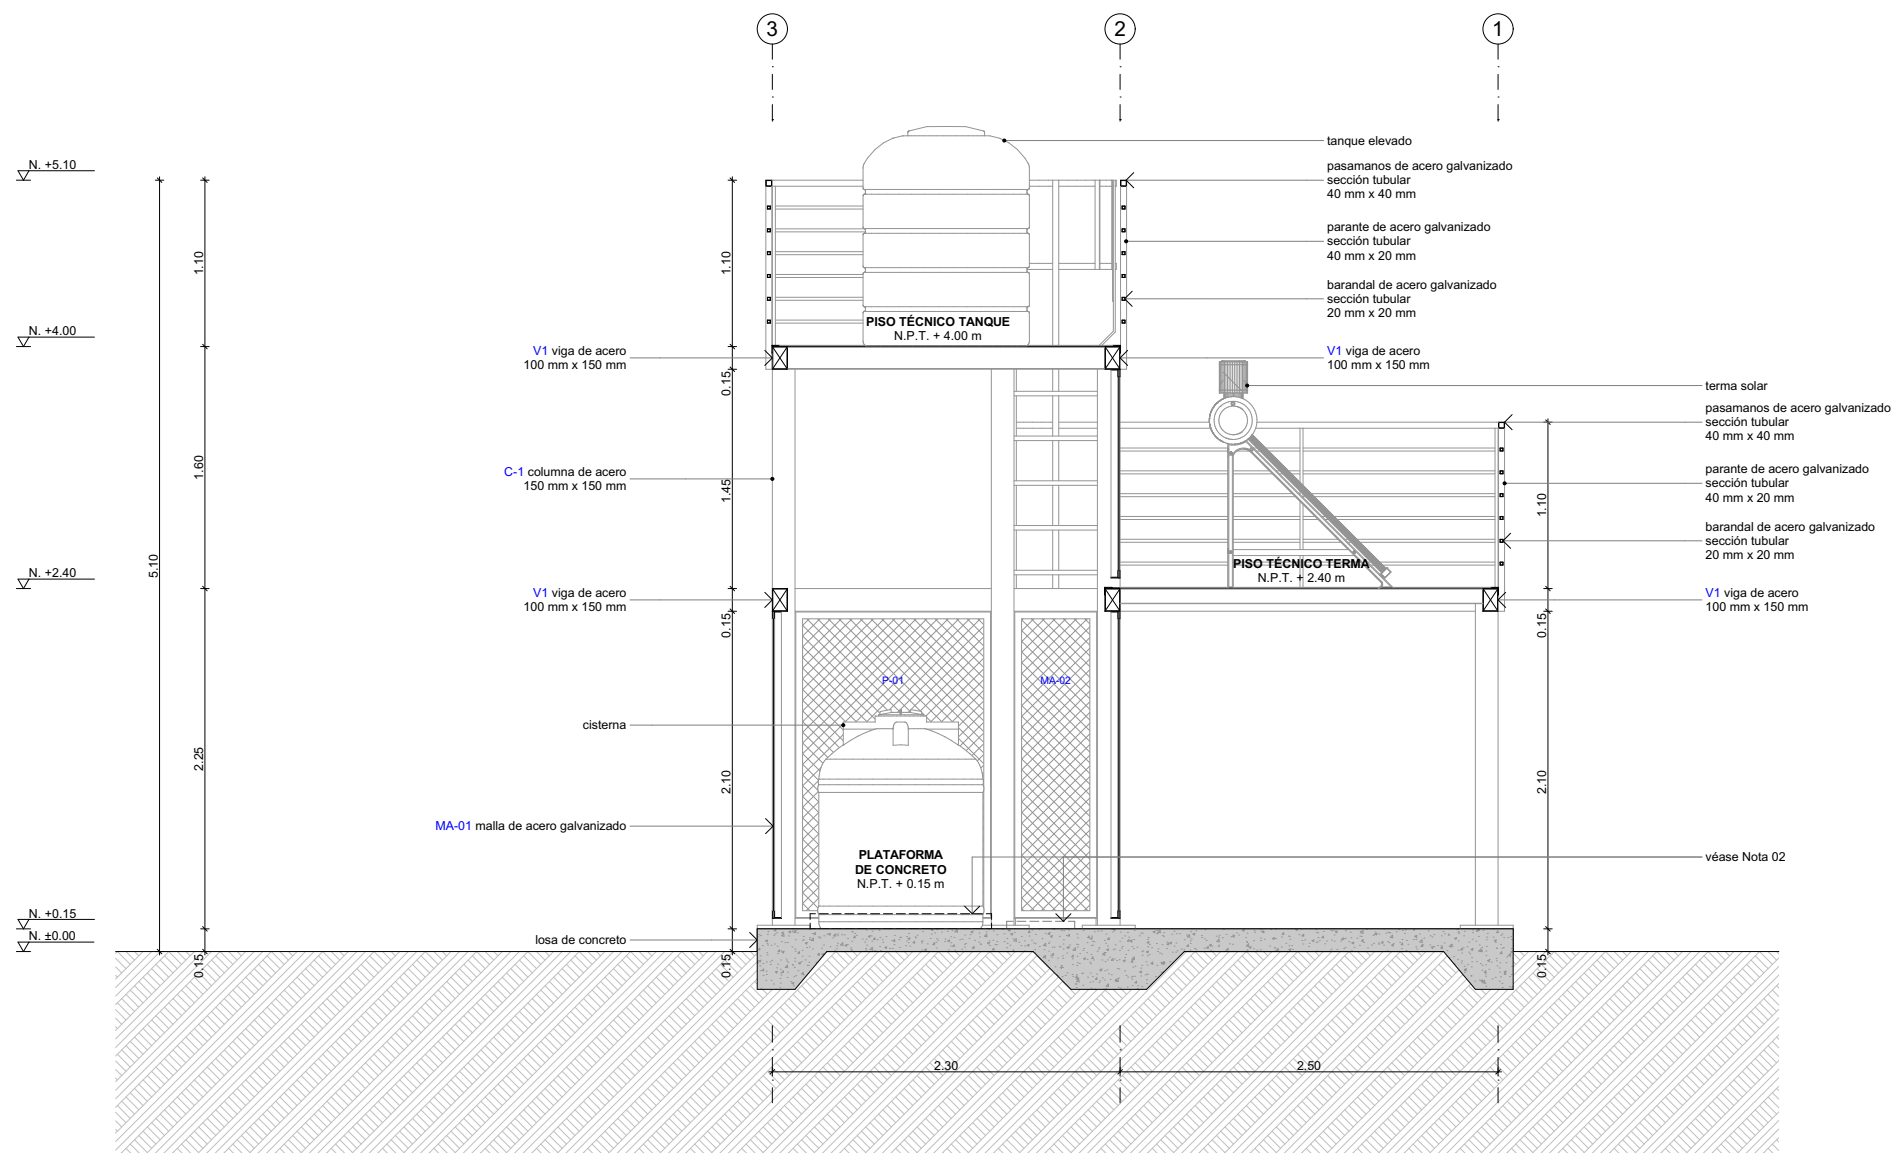 3
2
1
tanque elevado
N. +5.10
pasamanos de acero galvanizado
sección tubular
40 mm x 40 mm
parante de acero galvanizado
sección tubular
40 mm x 20 mm
1.10
1.10
barandal de acero galvanizado
sección tubular
20 mm x 20 mm
PISO TÉCNICO TANQUE
N.P.T. + 4.00 m
N. +4.00
V1 viga de acero
100 mm x 150 mm
V1 viga de acero
100 mm x 150 mm
0.15
terma solar
pasamanos de acero galvanizado
sección tubular
40 mm x 40 mm
1.60
C-1 columna de acero
150 mm x 150 mm
1.45
parante de acero galvanizado
sección tubular
40 mm x 20 mm
1.10
barandal de acero galvanizado
sección tubular
20 mm x 20 mm
5.10
PISO TÉCNICO TERMA
N.P.T. + 2.40 m
N. +2.40
V1 viga de acero
100 mm x 150 mm
V1 viga de acero
100 mm x 150 mm
0.15
0.15
P-01
MA-02
cisterna
2.25
2.10
2.10
MA-01 malla de acero galvanizado
PLATAFORMA
DE CONCRETO
N.P.T. + 0.15 m
véase Nota 02
N. +0.15
N. ±0.00
losa de concreto
0.15
0.15
0.15
2.30
2.50